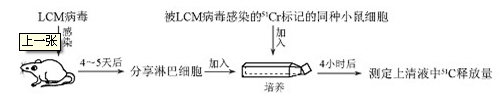 LCM病毒
被LCM病毒感染的⁵¹Cr标记的同种小鼠细胞
上一张
感染
加入
4~5天后
分享淋巴细胞
加入
4小时后
测定上清液中⁵¹C释放量
培养